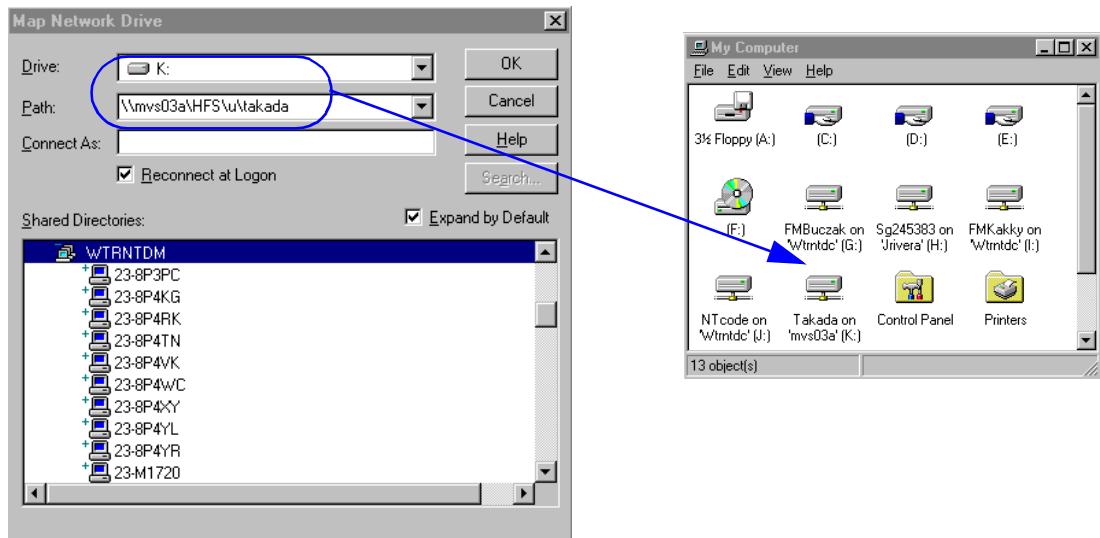 Map Network Drive
Drive: K:
OK
Path: \\mvs03a\HFS\u\takada
Cancel
Connect As:
Help
Reconnect at Logon
Search...
Shared Directories:
Expand by Default
WTRNTDM
23-8P3PC
23-8P4KG
23-8P4RK
23-8P4TN
23-8P4VK
23-8P4WC
23-8P4XY
23-8P4YL
23-8P4YR
23-M1720
My Computer
File Edit View Help
3½ Floppy (A:) (C:) (D:) (E:)
(F:) FMBuczak on Sg245383 on FMKakky on
'Wtrntdc' (G:) 'Jrivera' (H:) 'Wtrntdc' (I:)
NTcode on Takada on Control Panel Printers
'Wtrntdc' (J:) 'mvs03a' (K:)
13 object(s)